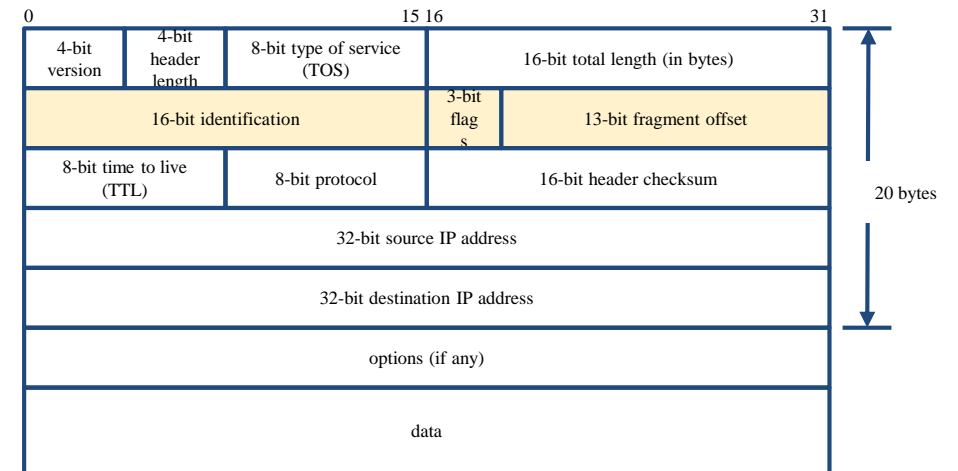 0
15 16
31
4-bit
version
4-bit
header
length
8-bit type of service
(TOS)
16-bit total length (in bytes)
16-bit identification
3-bit
flag
s
13-bit fragment offset
8-bit time to live
(TTL)
8-bit protocol
16-bit header checksum
20 bytes
32-bit source IP address
32-bit destination IP address
options (if any)
data